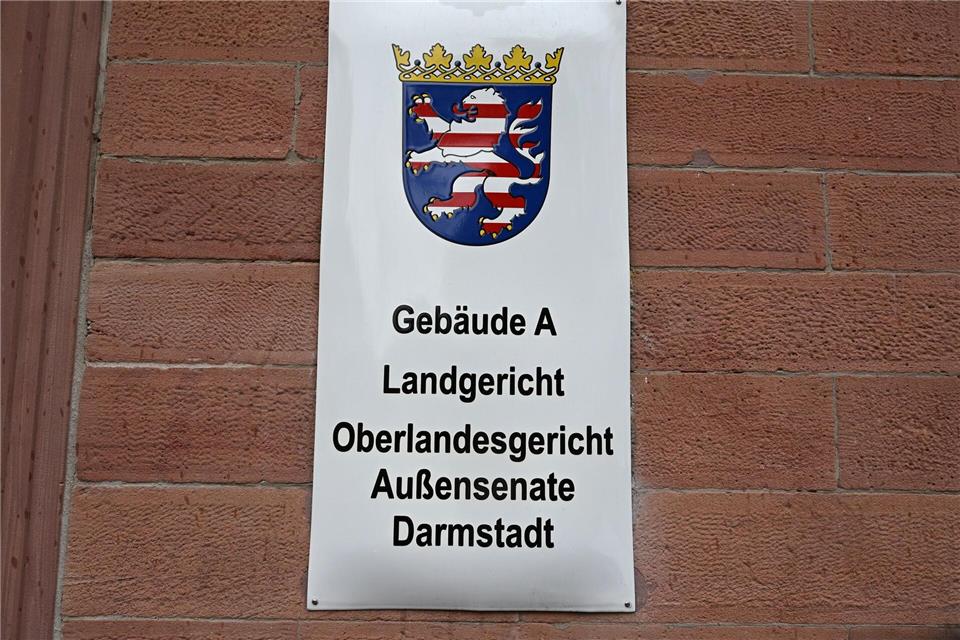 Gebäude A
Landgericht
Oberlandesgericht
Außensenate
Darmstadt